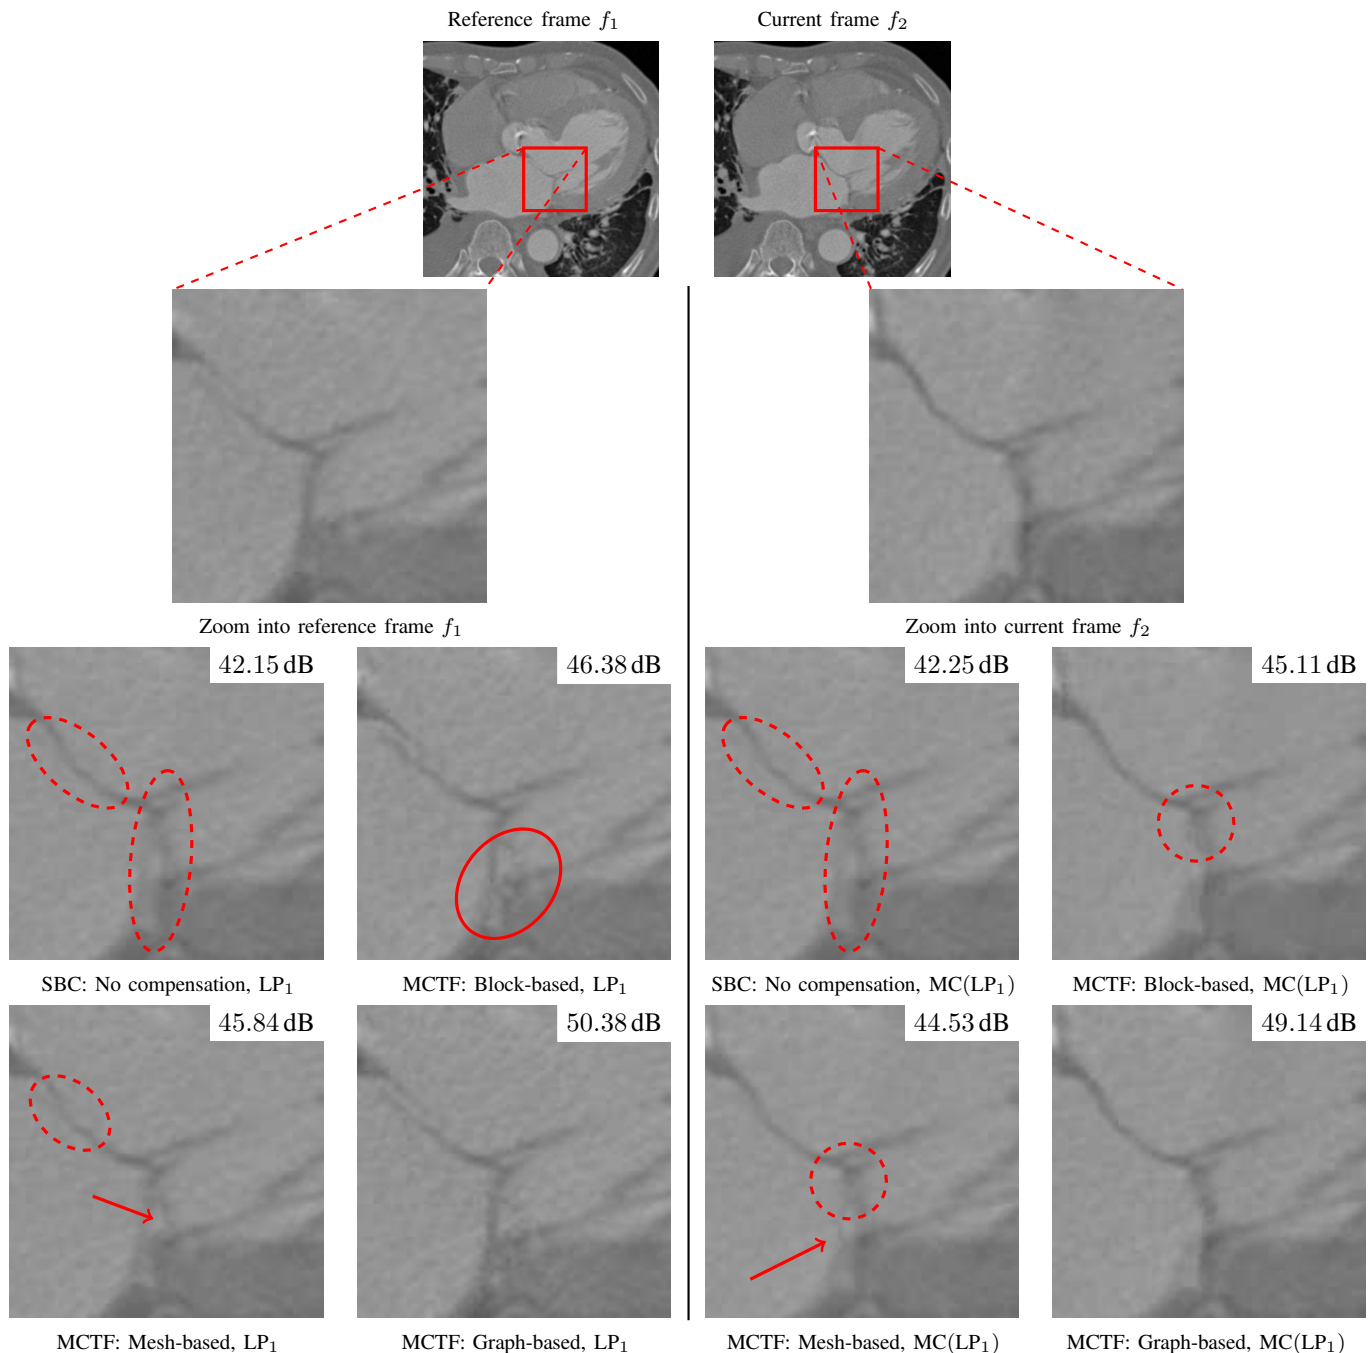 Reference frame f₁
Current frame f₂
Zoom into reference frame f₁
Zoom into current frame f₂
42.15 dB
46.38 dB
42.25 dB
45.11 dB
SBC: No compensation, LP₁
MCTF: Block-based, LP₁
SBC: No compensation, MC(LP₁)
MCTF: Block-based, MC(LP₁)
45.84 dB
50.38 dB
44.53 dB
49.14 dB
MCTF: Mesh-based, LP₁
MCTF: Graph-based, LP₁
MCTF: Mesh-based, MC(LP₁)
MCTF: Graph-based, MC(LP₁)